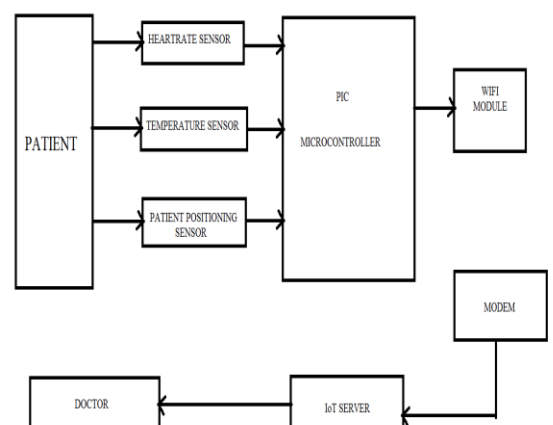 PATIENT
HEARTRATE SENSOR
TEMPERATURE SENSOR
PATIENT POSITIONING
SENSOR
PIC
MICROCONTROLLER
WIFI
MODULE
MODEM
IoT SERVER
DOCTOR